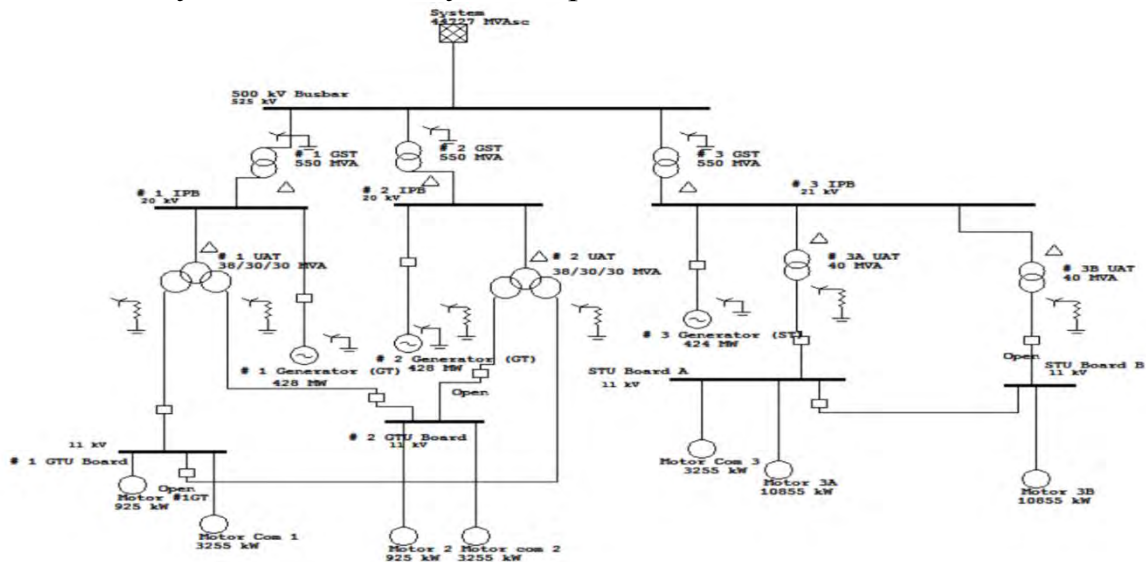 System
44727 MVAsc
500 kV Busbar
525 kV
# 1 GST
550 MVA
# 2 GST
550 MVA
# 3 GST
550 MVA
# 1 IPB
20 kV
# 2 IPB
20 kV
# 3 IPB
21 kV
# 1 UAT
38/30/30 MVA
# 2 UAT
38/30/30 MVA
# 3A UAT
40 MVA
# 3B UAT
40 MVA
# 1 Generator (GT)
428 MW
# 2 Generator (GT)
428 MW
# 3 Generator (ST)
424 MW
Open
Open
STU Board A
11 kV
STU Board B
11 kV
# 2 GTU Board
11 kV
11 kV
# 1 GTU Board
Open
Motor #1GT
925 kW
Motor Com 1
3255 kW
Motor 2
925 kW
Motor com 2
3255 kW
Motor Com 3
3255 kW
Motor 3A
10855 kW
Motor 3B
10855 kW